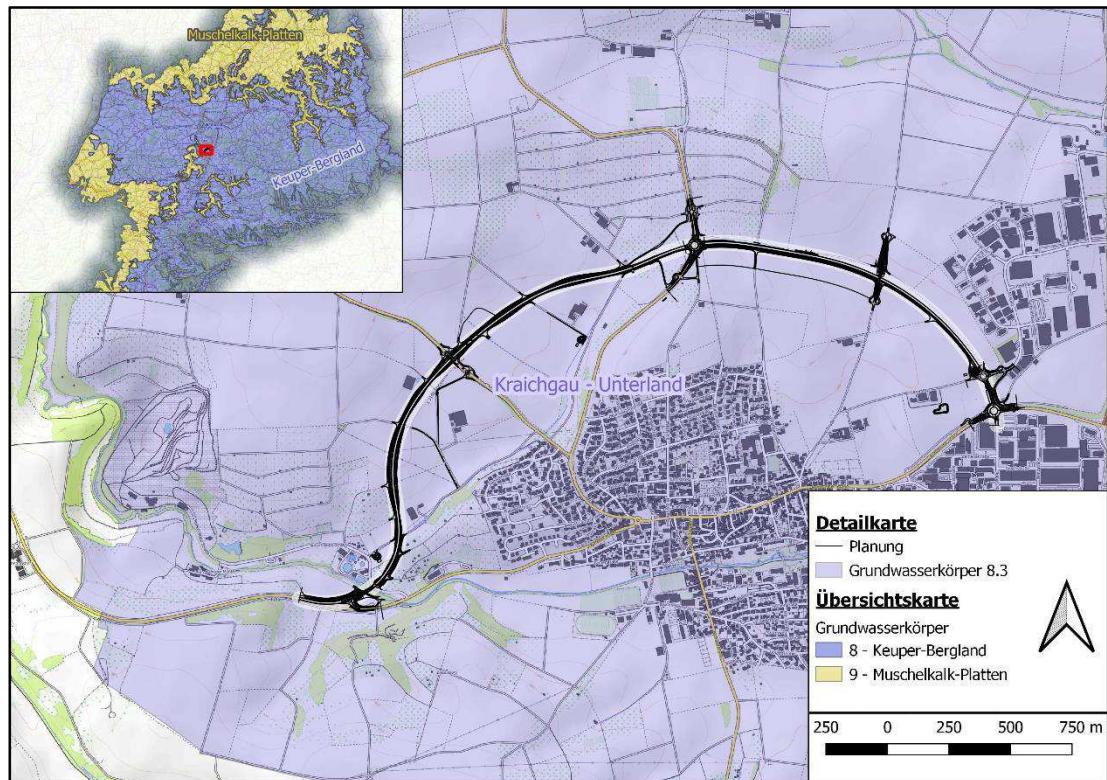 Muschelkalk-Platten
Keuper-Bergland
Kraichgau - Unterland
Detailkarte
Planung
Grundwasserkörper 8.3
Übersichtskarte
Grundwasserkörper
8 - Keuper-Bergland
9 - Muschelkalk-Platten
250 0 250 500 750 m